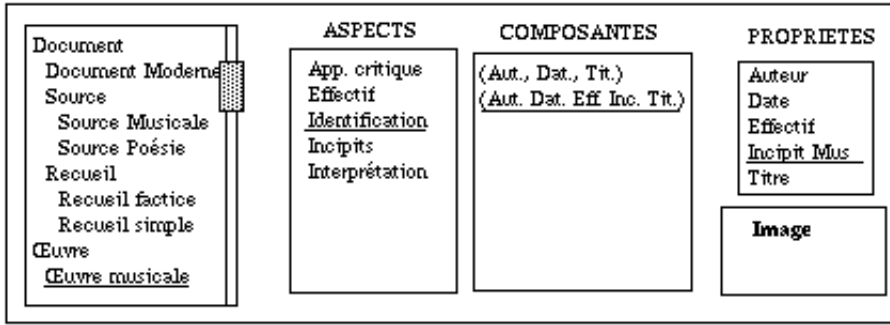 Document
Document Moderne
Source
Source Musicale
Source Poésie
Recueil
Recueil factice
Recueil simple
Œuvre
Œuvre musicale
ASPECTS
App. critique
Effectif
Identification
Incipits
Interprétation
COMPOSANTES
(Aut., Dat., Tit.)
(Aut. Dat. Eff. Inc. Tit.)
PROPRIETES
Auteur
Date
Effectif
Incipit Mus
Titre
Image